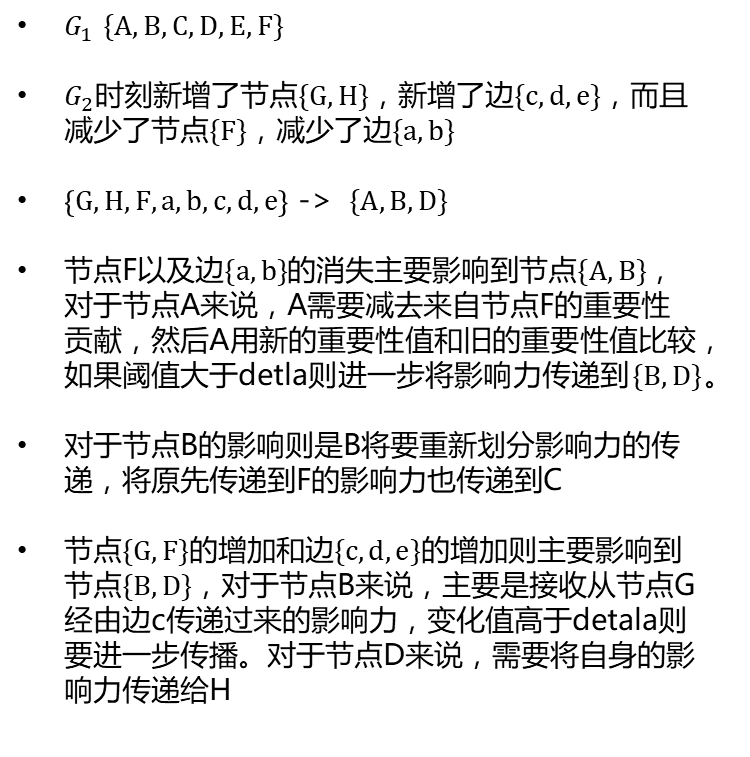 • G₁ {A, B, C, D, E, F}
• G₂时刻新增了节点{G, H}，新增了边{c, d, e}，而且
减少了节点{F}，减少了边{a, b}
• {G, H, F, a, b, c, d, e} -> {A, B, D}
• 节点F以及边{a, b}的消失主要影响到节点{A, B}，
对于节点A来说，A需要减去来自节点F的重要性
贡献，然后A用新的重要性值和旧的重要性值比较，
如果阈值大于detla则进一步将影响力传递到{B, D}。
• 对于节点B的影响则是B将要重新划分影响力的传
递，将原先传递到F的影响力也传递到C
• 节点{G, F}的增加和边{c, d, e}的增加则主要影响到
节点{B, D}，对于节点B来说，主要是接收从节点G
经由边c传递过来的影响力，变化值高于detala则
要进一步传播。对于节点D来说，需要将自身的影
响力传递给H